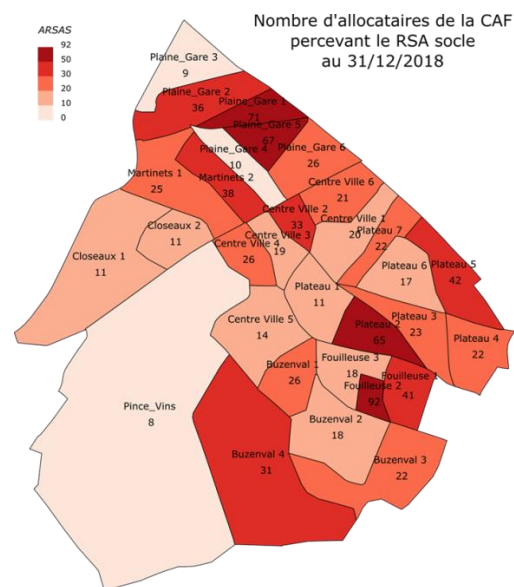 Nombre d'allocataires de la CAF
percevant le RSA socle
au 31/12/2018
ARSAS
92
50
30
20
10
0
Plaine_Gare 3
9
Plaine_Gare 2
36
Plaine_Gare 1
71
Plaine_Gare 5
67
Plaine_Gare 4
10
Plaine_Gare 6
26
Martinets 1
25
Martinets 2
38
Centre Ville 6
21
Centre Ville 2
33
Centre Ville 1
20
Centre Ville 3
19
Plateau 7
22
Closeaux 2
11
Closeaux 1
11
Centre Ville 4
26
Plateau 6
17
Plateau 5
42
Plateau 1
11
Centre Ville 5
14
Plateau 2
65
Plateau 3
23
Plateau 4
22
Buzenval 1
26
Fouilleuse 3
18
Fouilleuse 1
41
Fouilleuse 2
92
Pince_Vins
8
Buzenval 2
18
Buzenval 4
31
Buzenval 3
22